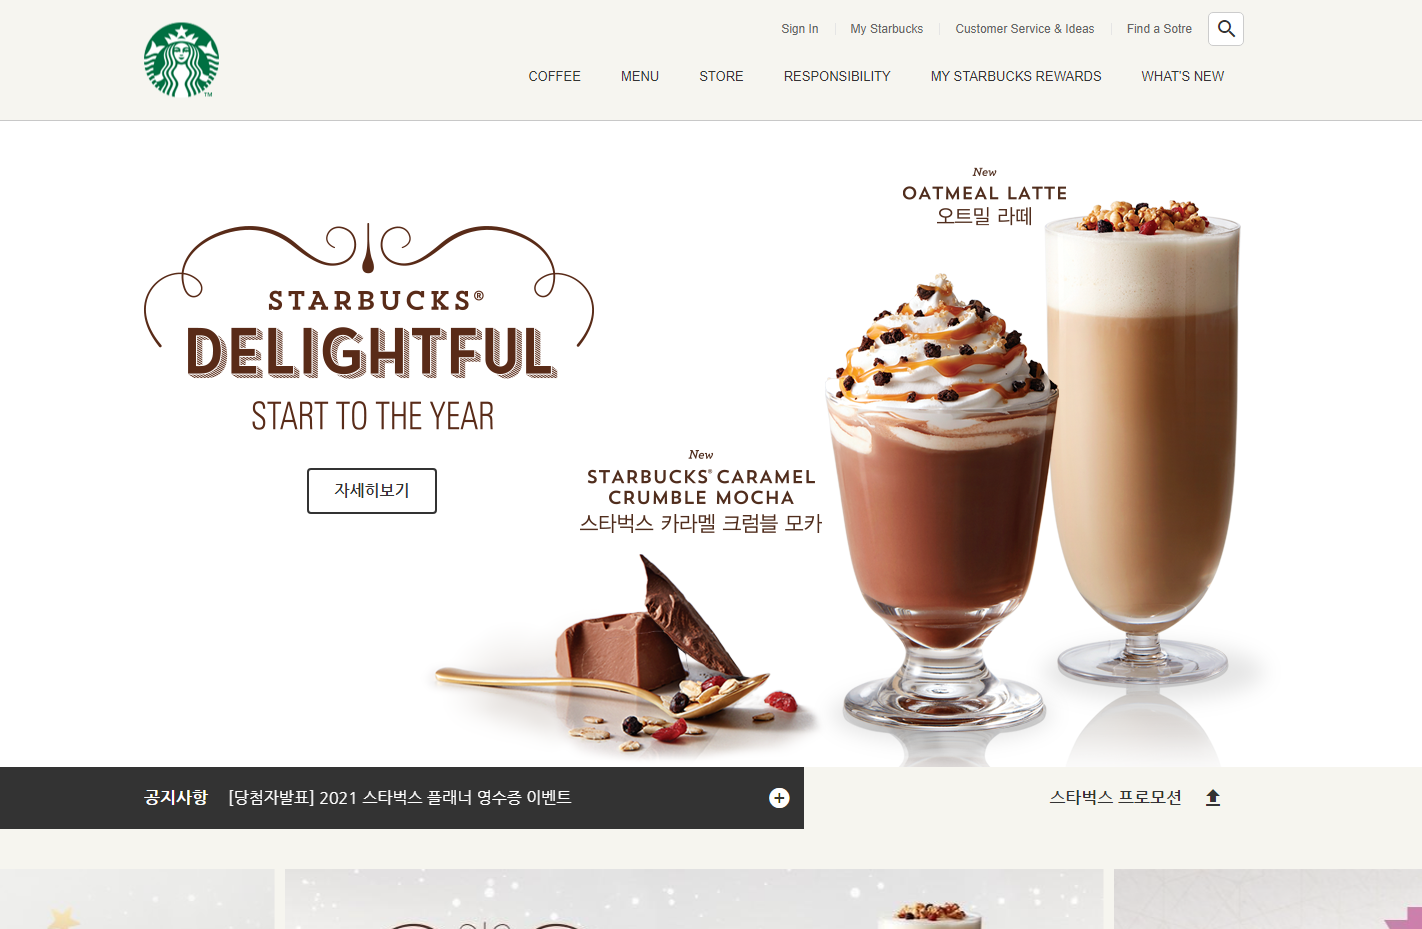 Sign In
My Starbucks
Customer Service & Ideas
Find a Sotre
COFFEE
MENU
STORE
RESPONSIBILITY
MY STARBUCKS REWARDS
WHAT'S NEW
New
OATMEAL LATTE
오트밀 라떼
STARBUCKS®
DELIGHTFUL
START TO THE YEAR
자세히보기
New
STARBUCKS® CARAMEL
CRUMBLE MOCHA
스타벅스 카라멜 크럼블 모카
공지사항 [당첨자발표] 2021 스타벅스 플래너 영수증 이벤트
스타벅스 프로모션